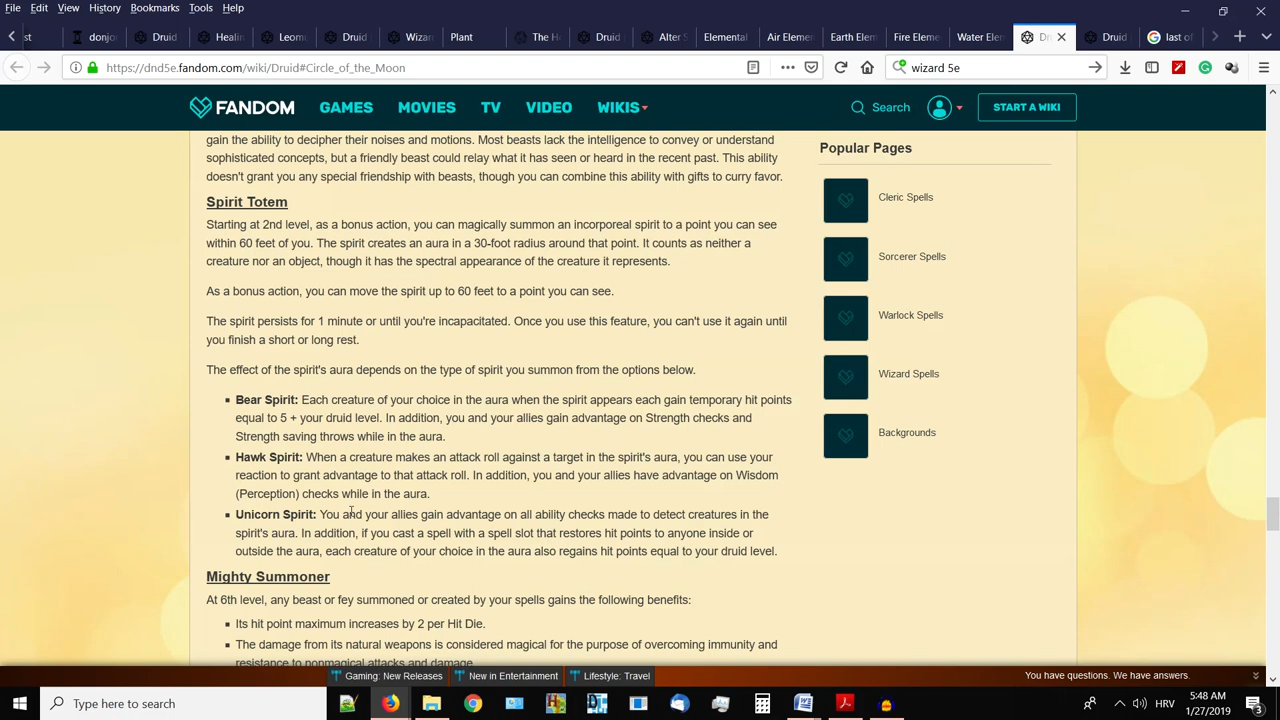 File Edit View History Bookmarks Tools Help
st donjor Druid Healin Leomu Druid Wizar Plant The H Druid Alter S Elemental Air Elem Earth Elem Fire Elem Water Elem Dr Druid last of
https://dnd5e.fandom.com/wiki/Druid#Circle_of_the_Moon wizard 5e
FANDOM GAMES MOVIES TV VIDEO WIKIS Search START A WIKI
gain the ability to decipher their noises and motions. Most beasts lack the intelligence to convey or understand
sophisticated concepts, but a friendly beast could relay what it has seen or heard in the recent past. This ability
doesn't grant you any special friendship with beasts, though you can combine this ability with gifts to curry favor.
Spirit Totem
Starting at 2nd level, as a bonus action, you can magically summon an incorporeal spirit to a point you can see
within 60 feet of you. The spirit creates an aura in a 30-foot radius around that point. It counts as neither a
creature nor an object, though it has the spectral appearance of the creature it represents.
As a bonus action, you can move the spirit up to 60 feet to a point you can see.
The spirit persists for 1 minute or until you're incapacitated. Once you use this feature, you can't use it again until
you finish a short or long rest.
The effect of the spirit's aura depends on the type of spirit you summon from the options below.
Bear Spirit: Each creature of your choice in the aura when the spirit appears each gain temporary hit points
equal to 5 + your druid level. In addition, you and your allies gain advantage on Strength checks and
Strength saving throws while in the aura.
Hawk Spirit: When a creature makes an attack roll against a target in the spirit's aura, you can use your
reaction to grant advantage to that attack roll. In addition, you and your allies have advantage on Wisdom
(Perception) checks while in the aura.
Unicorn Spirit: You and your allies gain advantage on all ability checks made to detect creatures in the
spirit's aura. In addition, if you cast a spell with a spell slot that restores hit points to anyone inside or
outside the aura, each creature of your choice in the aura also regains hit points equal to your druid level.
Mighty Summoner
At 6th level, any beast or fey summoned or created by your spells gains the following benefits:
Its hit point maximum increases by 2 per Hit Die.
The damage from its natural weapons is considered magical for the purpose of overcoming immunity and
resistance to nonmagical attacks and damage.
Popular Pages
Cleric Spells
Sorcerer Spells
Warlock Spells
Wizard Spells
Backgrounds
Gaming: New Releases New in Entertainment Lifestyle: Travel You have questions. We have answers.
Type here to search HRV 5:48 AM
1/27/2019 3